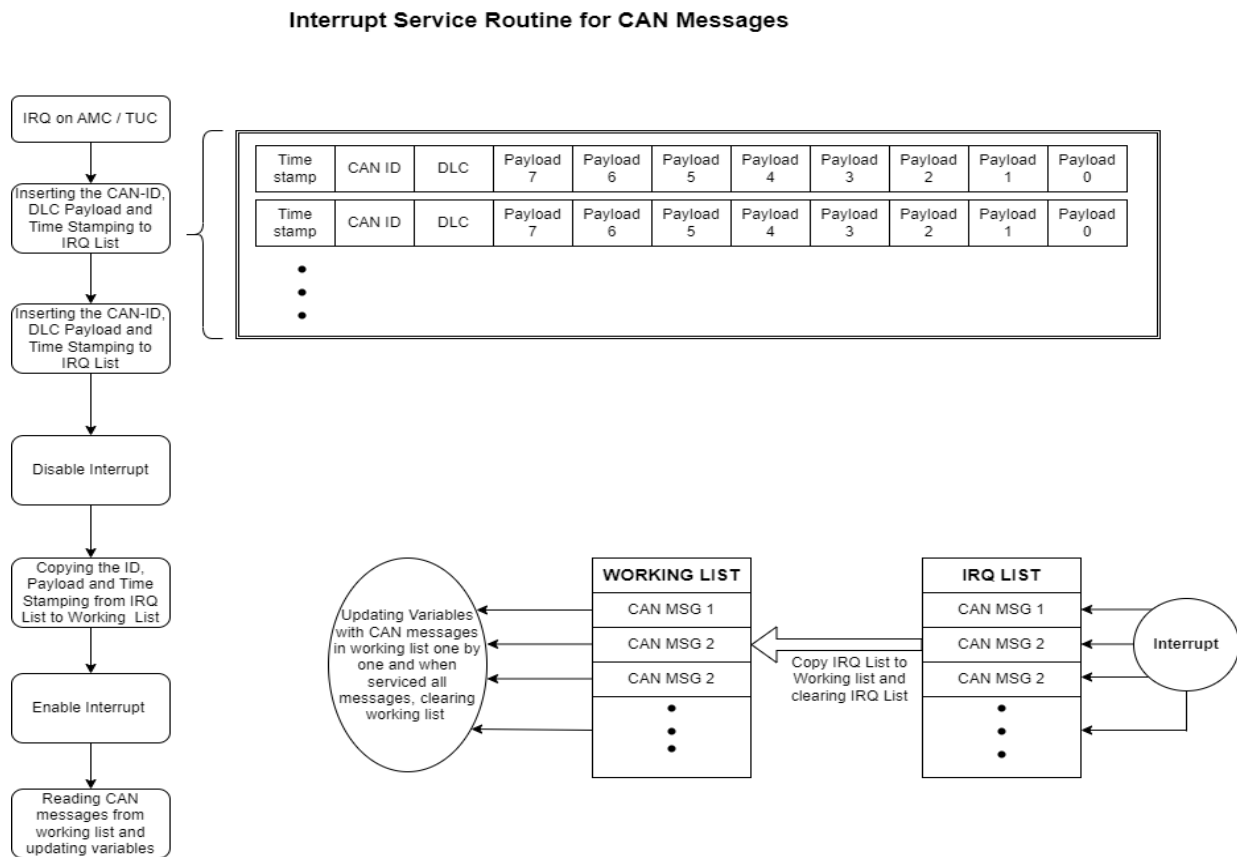 Interrupt Service Routine for CAN Messages
IRQ on AMC / TUC
Inserting the CAN-ID,
DLC Payload and
Time Stamping to
IRQ List
Inserting the CAN-ID,
DLC Payload and
Time Stamping to
IRQ List
Disable Interrupt
Copying the ID,
Payload and Time
Stamping from IRQ
List to Working List
Enable Interrupt
Reading CAN
messages from
working list and
updating variables
Time stamp CAN ID DLC Payload 7 Payload 6 Payload 5 Payload 4 Payload 3 Payload 2 Payload 1 Payload 0
Time stamp CAN ID DLC Payload 7 Payload 6 Payload 5 Payload 4 Payload 3 Payload 2 Payload 1 Payload 0
Updating Variables
with CAN messages
in working list one by
one and when
serviced all
messages, clearing
working list
WORKING LIST
CAN MSG 1
CAN MSG 2
CAN MSG 2
Copy IRQ List to
Working list and
clearing IRQ List
IRQ LIST
CAN MSG 1
CAN MSG 2
CAN MSG 2
Interrupt